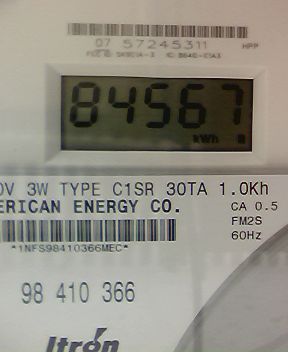 07 57245311 HPP
84567
kWh
0V 3W TYPE C1SR 30TA 1.0Kh
ERICAN ENERGY CO. CA 0.5
FM2S
*1NFS98410366MEC* 60Hz
98 410 366
Itron